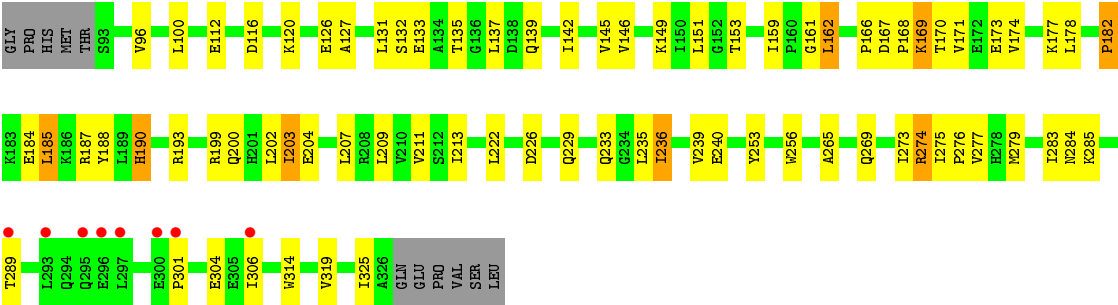 GLY PRO HIS MET THR S93 V96 L100 E112 D116 K120 E126 A127 L131 S132 E133 A134 T135 G136 L137 D138 Q139 I142 V145 V146 K149 I150 L151 G152 T153 I159 P160 G161 L162 P166 D167 P168 K169 T170 V171 E172 E173 V174 K177 L178 P182
K183 E184 L185 K186 R187 Y188 L189 H190 R193 R199 Q200 H201 L202 I203 E204 L207 R208 L209 V210 V211 S212 I213 L222 D226 Q229 Q233 G234 L235 I236 V239 E240 Y253 W256 A265 Q269 I273 R274 I275 P276 V277 H278 M279 I283 N284 K285
T289 L293 Q294 Q295 E296 L297 E300 P301 E304 E305 I306 W314 V319 I325 A326 GLN GLU PRO VAL SER LEU